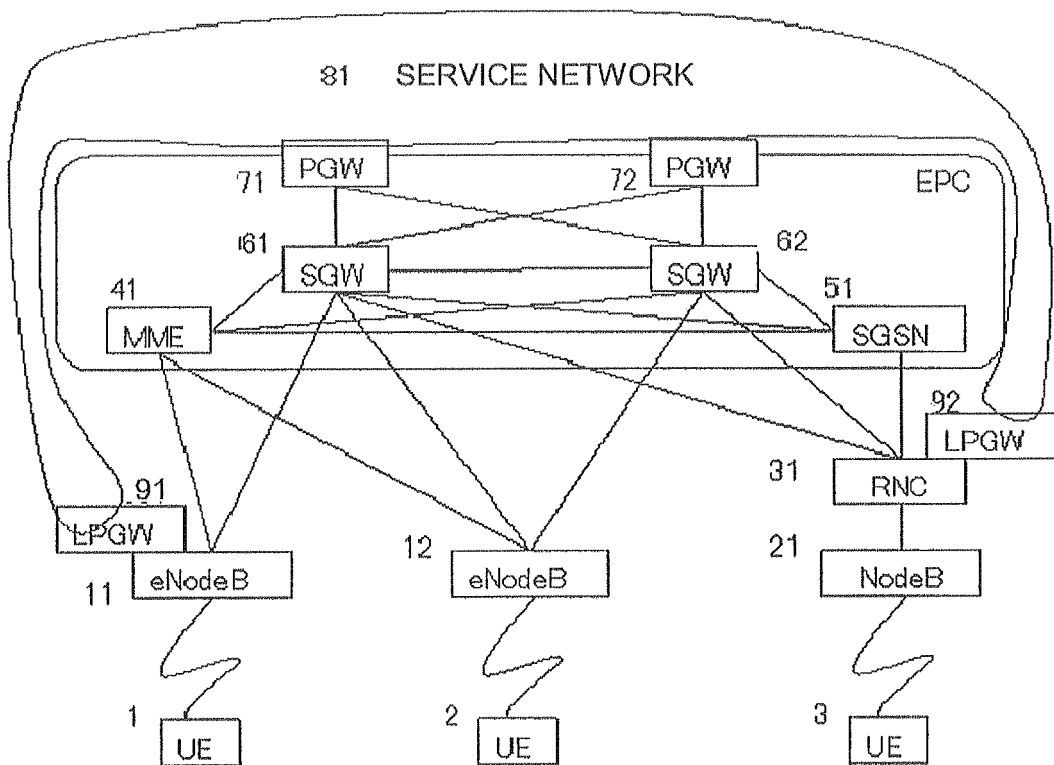 81 SERVICE NETWORK
PGW PGW
71 72 EPC
61 62
SGW SGW
41 51
MME SGSN
92
LPGW
31 RNC
91
LPGW
12 21
eNodeB eNodeB NodeB
11
1 2 3
UE UE UE